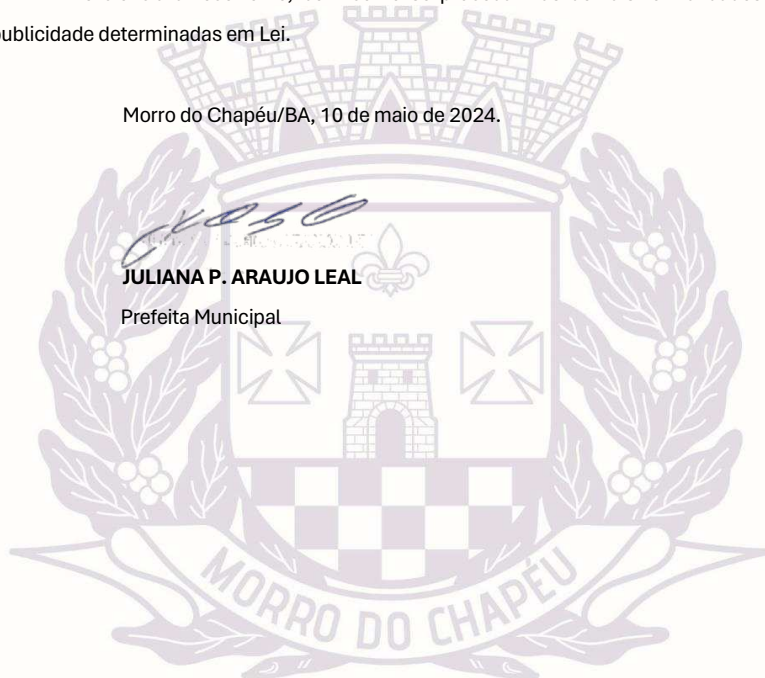 publicidade determinadas em Lei.
Morro do Chapéu/BA, 10 de maio de 2024.
JULIANA P. ARAUJO LEAL
Prefeita Municipal
MORRO DO CHAPÉU